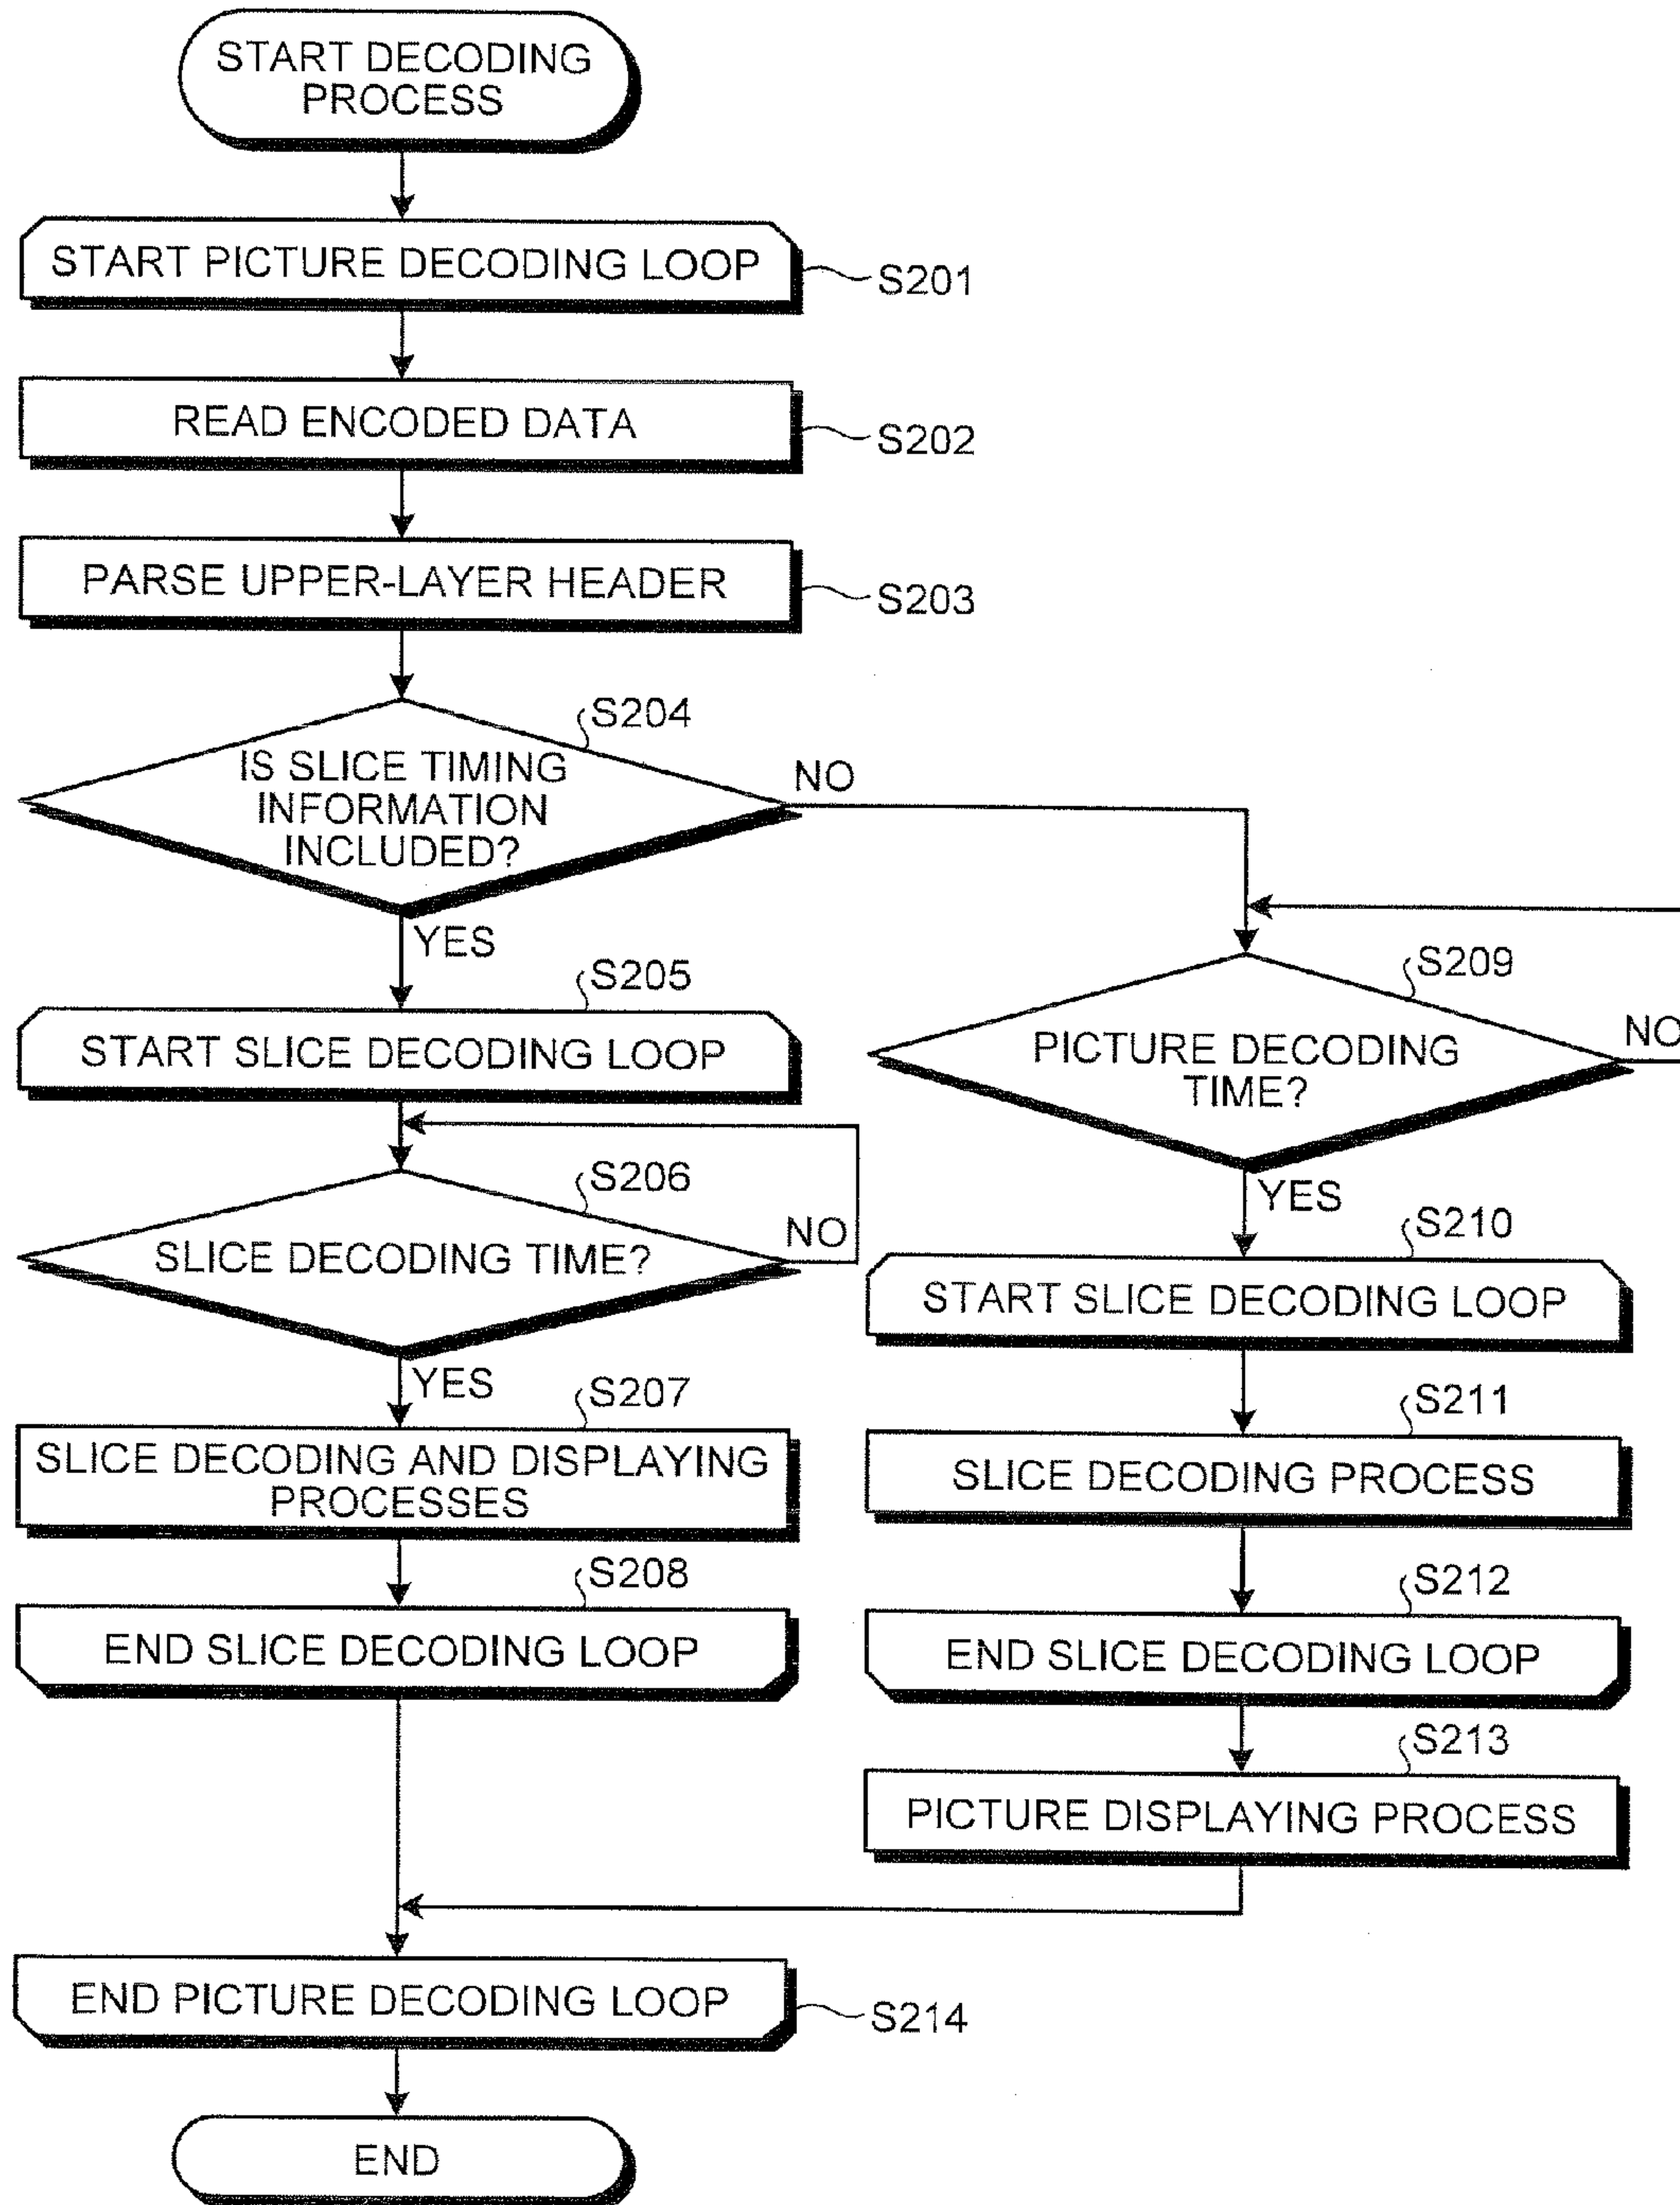 START DECODING
PROCESS
START PICTURE DECODING LOOP
S201
READ ENCODED DATA
S202
PARSE UPPER-LAYER HEADER
S203
S204
IS SLICE TIMING
INFORMATION
INCLUDED?
NO
YES
S205
START SLICE DECODING LOOP
S206
SLICE DECODING TIME?
NO
YES
S207
SLICE DECODING AND DISPLAYING
PROCESSES
S208
END SLICE DECODING LOOP
S209
PICTURE DECODING
TIME?
NO
YES
S210
START SLICE DECODING LOOP
S211
SLICE DECODING PROCESS
S212
END SLICE DECODING LOOP
S213
PICTURE DISPLAYING PROCESS
END PICTURE DECODING LOOP
S214
END